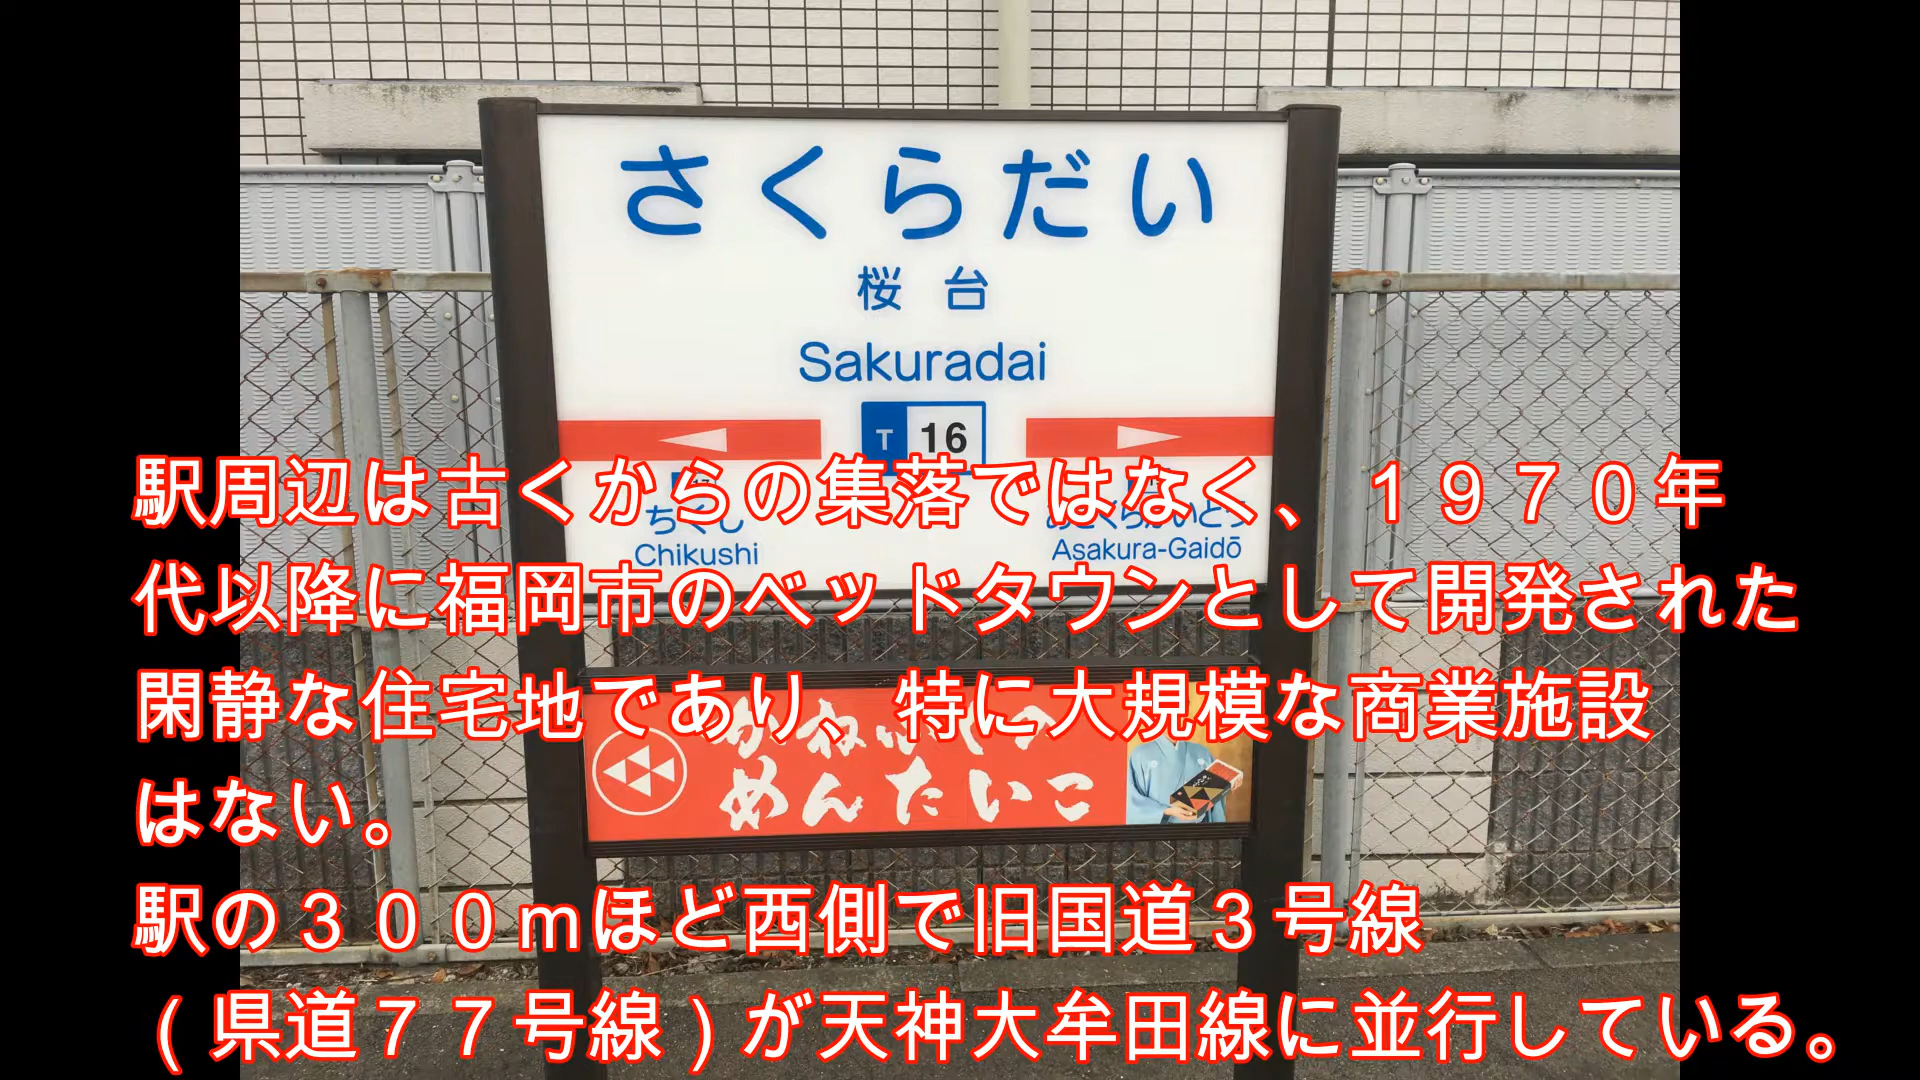 さくらだい
桜台
Sakuradai
T 16
ちくし
Chikushi
Asakura-Gaidō
駅周辺は古くからの集落ではなく、１９７０年
代以降に福岡市のベッドタウンとして開発された
閑静な住宅地であり、特に大規模な商業施設
はない。
めんたいこ
駅の３００ｍほど西側で旧国道３号線
（県道７７号線）が天神大牟田線に並行している。